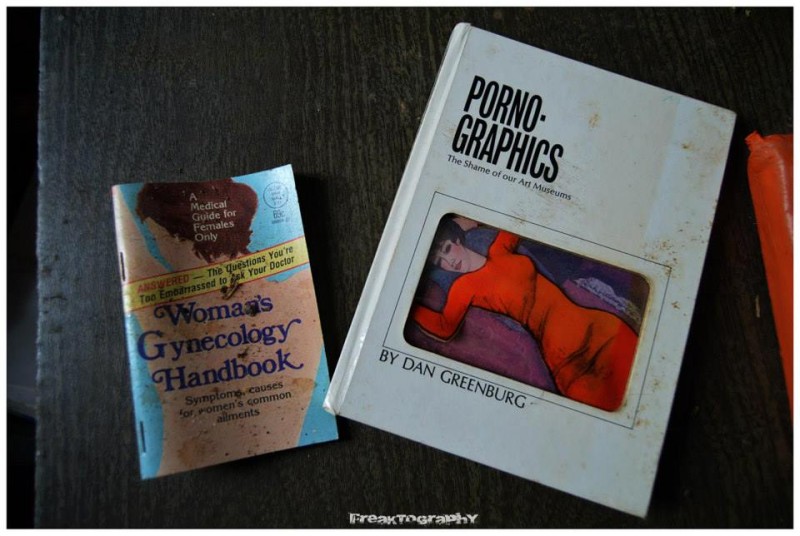 A
Medical
Guide for
Females
Only
ANSWERED — The Questions You're
Too Embarrassed to Ask Your Doctor
Woman's
Gynecology
Handbook
Symptoms, causes
for women's common
ailments
PORNO-
GRAPHICS
The Shame of our Art Museums
BY DAN GREENBURG
FREAKTOGRAPHY